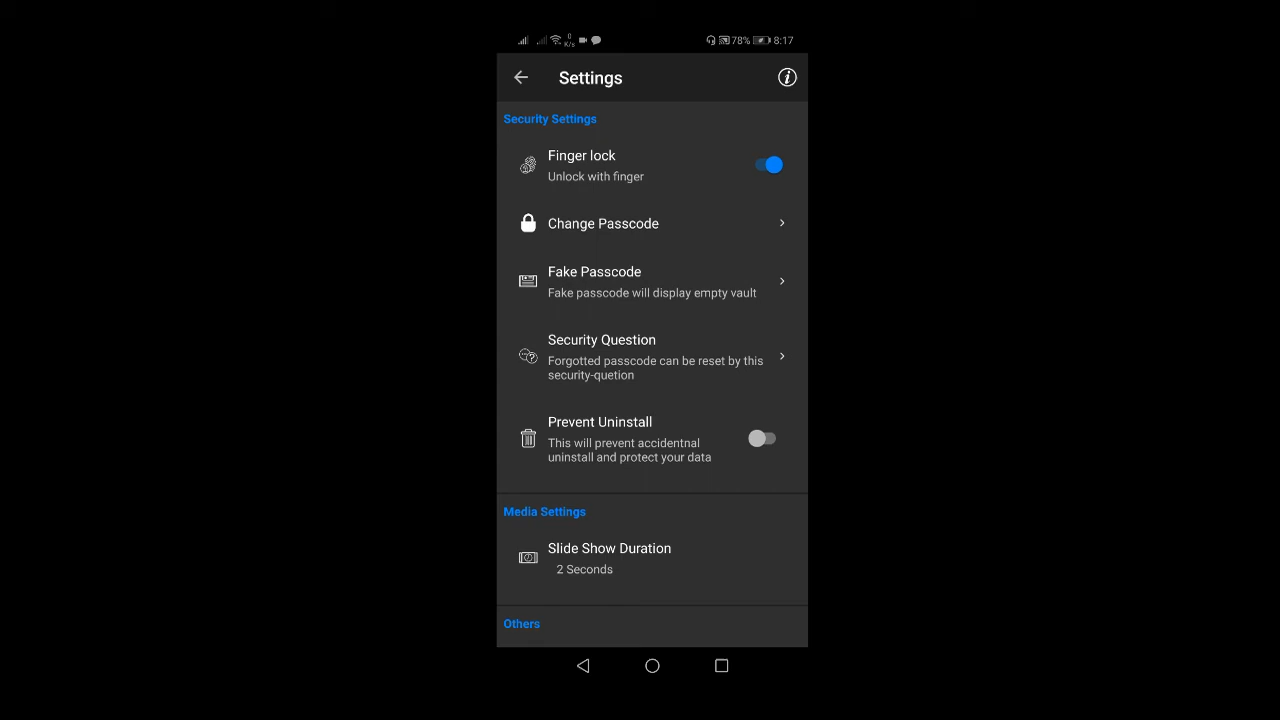 0
K/s
78%
8:17
Settings
Security Settings
Finger lock
Unlock with finger
Change Passcode
Fake Passcode
Fake passcode will display empty vault
Security Question
Forgotted passcode can be reset by this
security-quetion
Prevent Uninstall
This will prevent accidentnal
uninstall and protect your data
Media Settings
Slide Show Duration
2 Seconds
Others